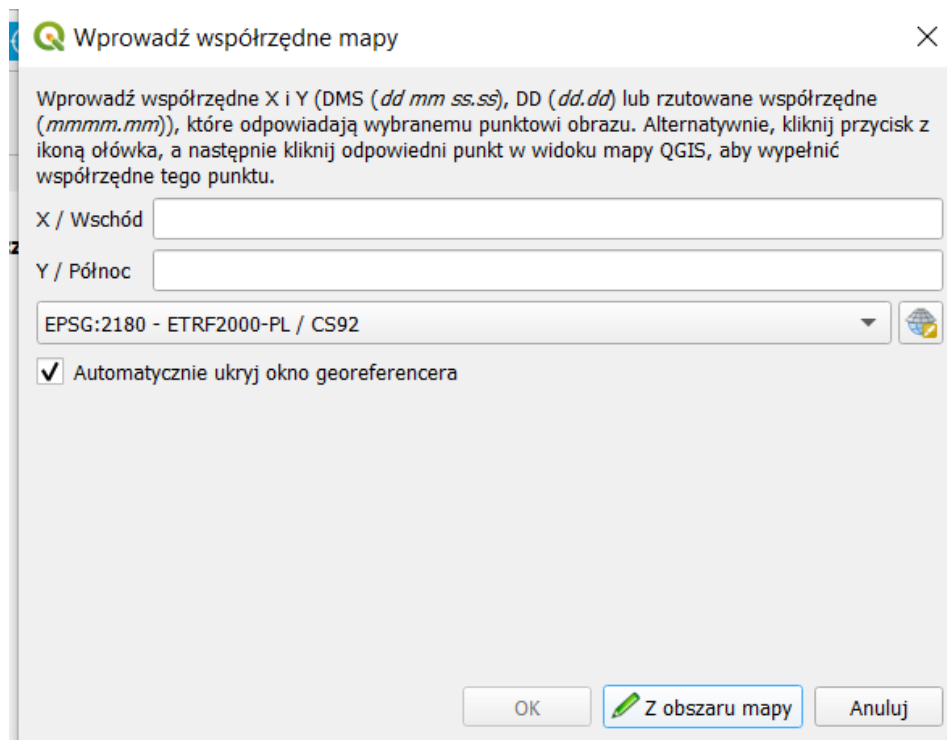 Wprowadź współrzędne mapy
Wprowadź współrzędne X i Y (DMS (dd mm ss.ss), DD (dd.dd) lub rzutowane współrzędne
(mmmm.mm)), które odpowiadają wybranemu punktowi obrazu. Alternatywnie, kliknij przycisk z
ikoną ołówka, a następnie kliknij odpowiedni punkt w widoku mapy QGIS, aby wypełnić
współrzędne tego punktu.
X / Wschód
Y / Północ
EPSG:2180 - ETRF2000-PL / CS92
Automatycznie ukryj okno georeferencera
OK
Z obszaru mapy
Anuluj